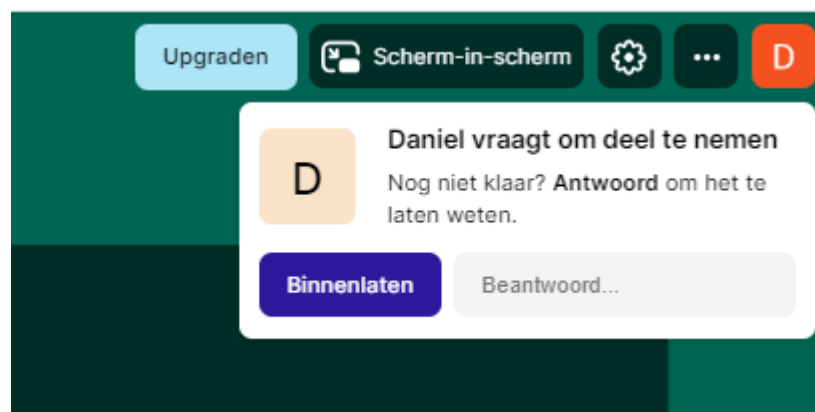 Upgraden
Scherm-in-scherm
D
D
Daniel vraagt om deel te nemen
Nog niet klaar? Antwoord om het te
laten weten.
Binnenlaten
Beantwoord...